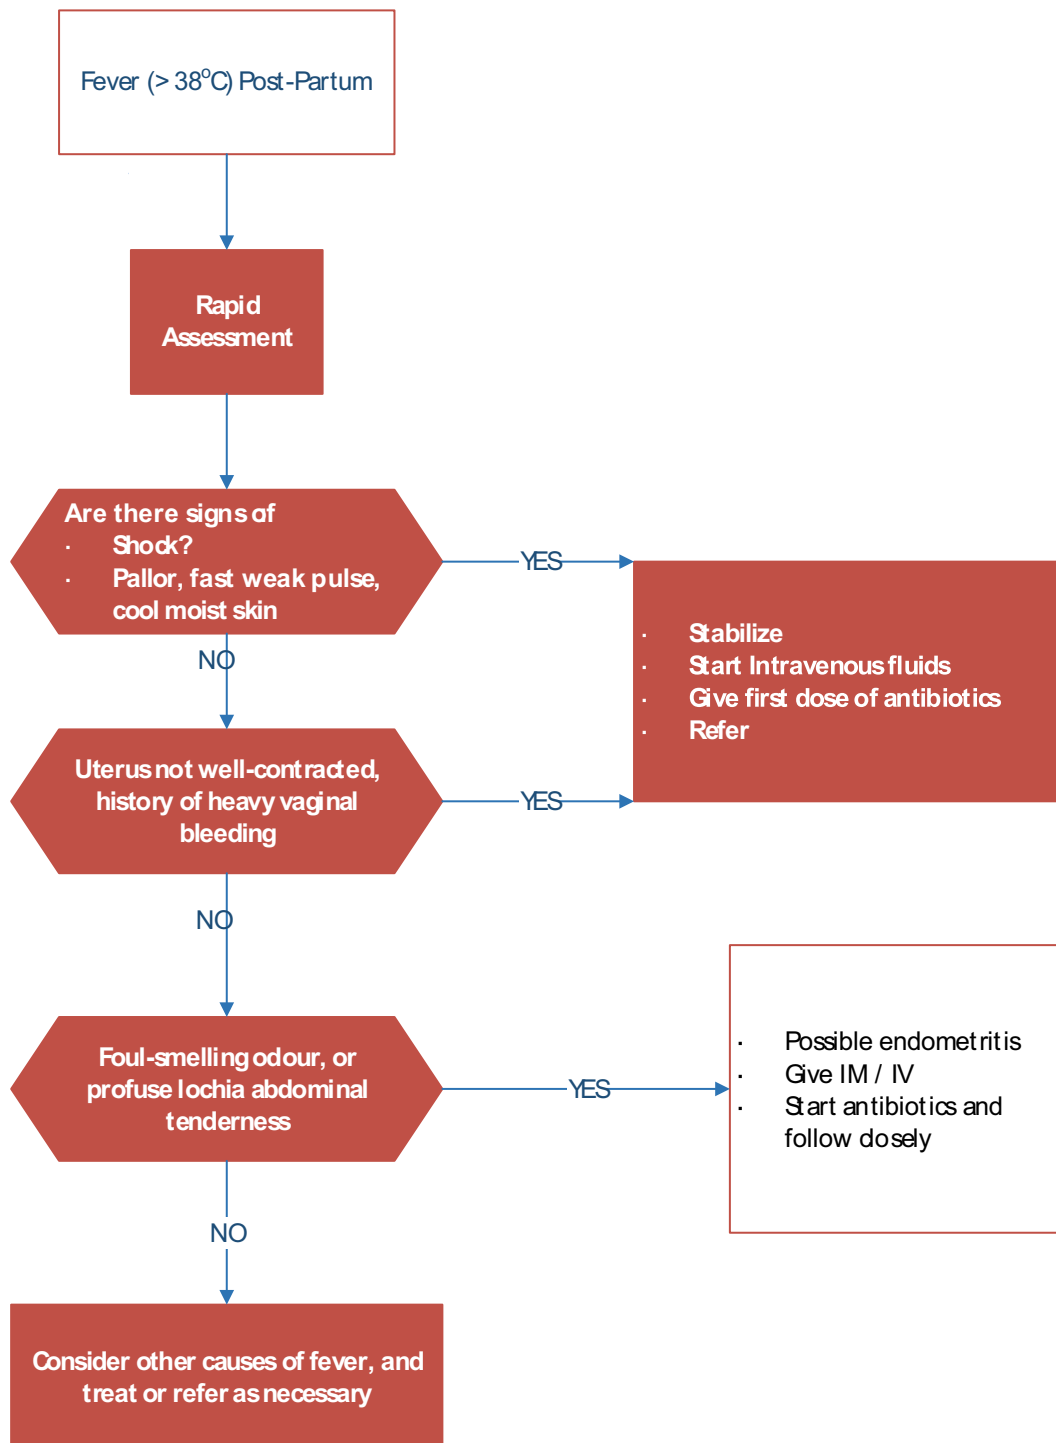 Fever (> 38°C) Post-Partum
Rapid
Assessment
Are there signs of
· Shock?
· Pallor, fast weak pulse,
cool moist skin
YES
· Stabilize
· Start Intravenous fluids
· Give first dose of antibiotics
· Refer
NO
Uterus not well-contracted,
history of heavy vaginal
bleeding
YES
NO
Foul-smelling odour, or
profuse lochia abdominal
tenderness
YES
· Possible endometritis
· Give IM / IV
· Start antibiotics and
follow closely
NO
Consider other causes of fever, and
treat or refer as necessary